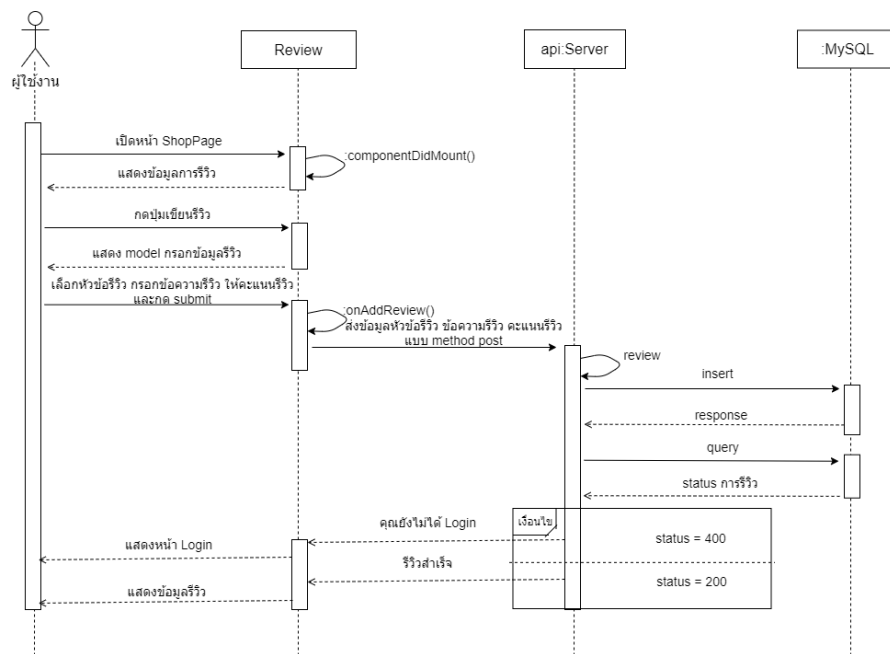 ผู้ใช้งาน
Review
api:Server
:MySQL
เปิดหน้า ShopPage
:componentDidMount()
แสดงข้อมูลการรีวิว
กดปุ่มเขียนรีวิว
แสดง model กรอกข้อมูลรีวิว
เลือกหัวข้อรีวิว กรอกข้อความรีวิว ให้คะแนนรีวิว
และกด submit
:onAddReview()
ส่งข้อมูลหัวข้อรีวิว ข้อความรีวิว คะแนนรีวิว
แบบ method post
review
insert
response
query
status การรีวิว
เงื่อนไข
คุณยังไม่ได้ Login
status = 400
แสดงหน้า Login
รีวิวสำเร็จ
status = 200
แสดงข้อมูลรีวิว